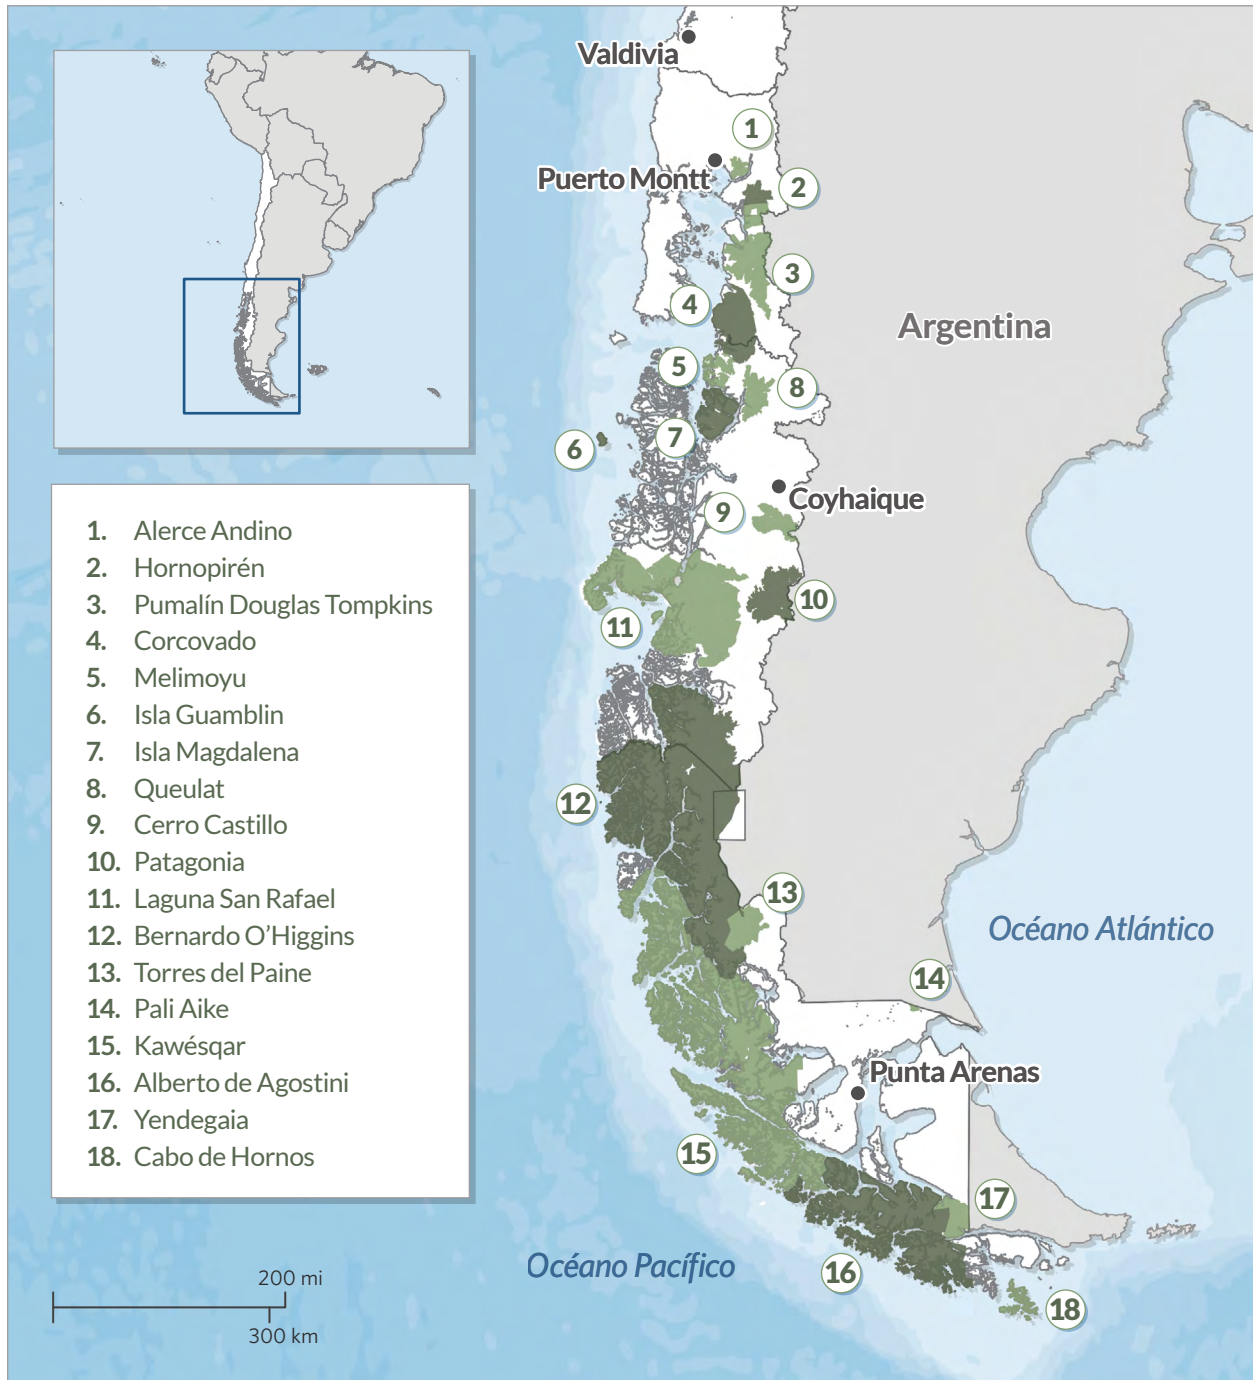 Valdivia
1
Puerto Montt
2
3
4
Argentina
5
8
7
6
Coyhaique
9
10
11
12
13
Océano Atlántico
14
Punta Arenas
15
17
Océano Pacífico
16
18
1. Alerce Andino
2. Hornopirén
3. Pumalín Douglas Tompkins
4. Corcovado
5. Melimoyu
6. Isla Guamblin
7. Isla Magdalena
8. Queulat
9. Cerro Castillo
10. Patagonia
11. Laguna San Rafael
12. Bernardo O’Higgins
13. Torres del Paine
14. Pali Aike
15. Kawésqar
16. Alberto de Agostini
17. Yendegaia
18. Cabo de Hornos
200 mi
300 km